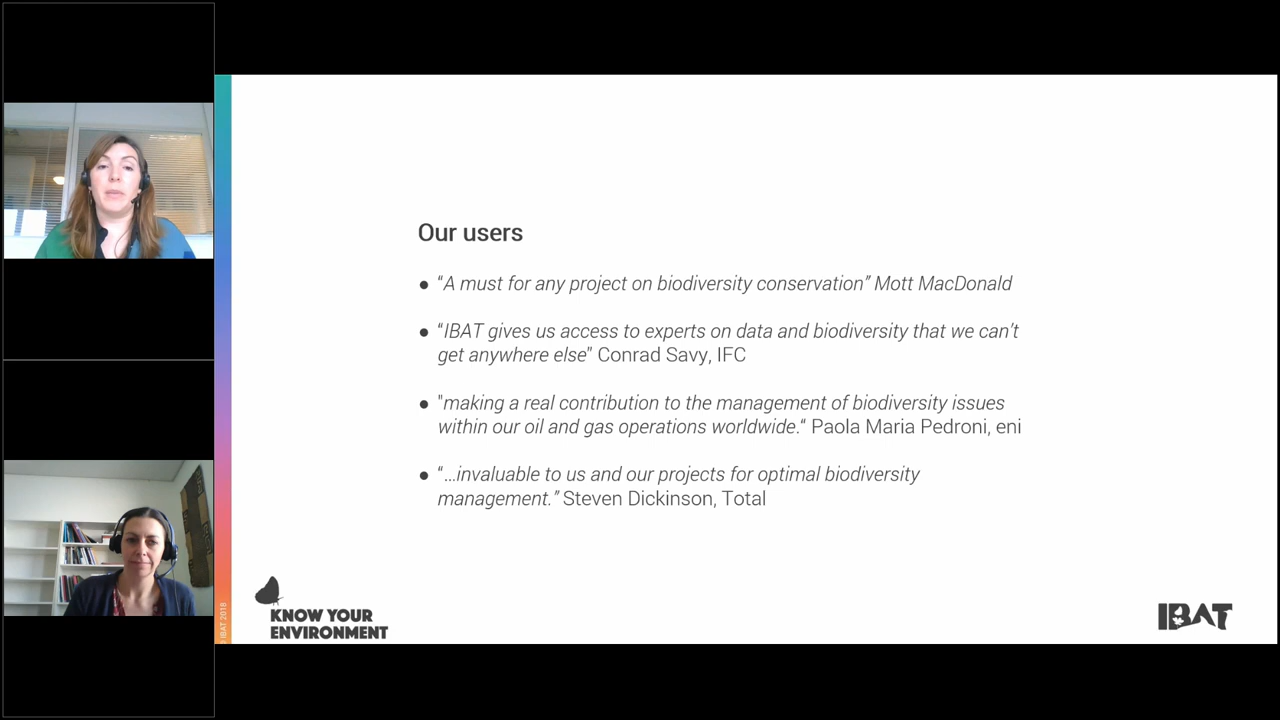 Our users
● “A must for any project on biodiversity conservation” Mott MacDonald
● “IBAT gives us access to experts on data and biodiversity that we can’t
get anywhere else” Conrad Savy, IFC
● "making a real contribution to the management of biodiversity issues
within our oil and gas operations worldwide.“ Paola Maria Pedroni, eni
● “…invaluable to us and our projects for optimal biodiversity
management.” Steven Dickinson, Total
© IBAT 2018
KNOW YOUR
ENVIRONMENT
IBAT